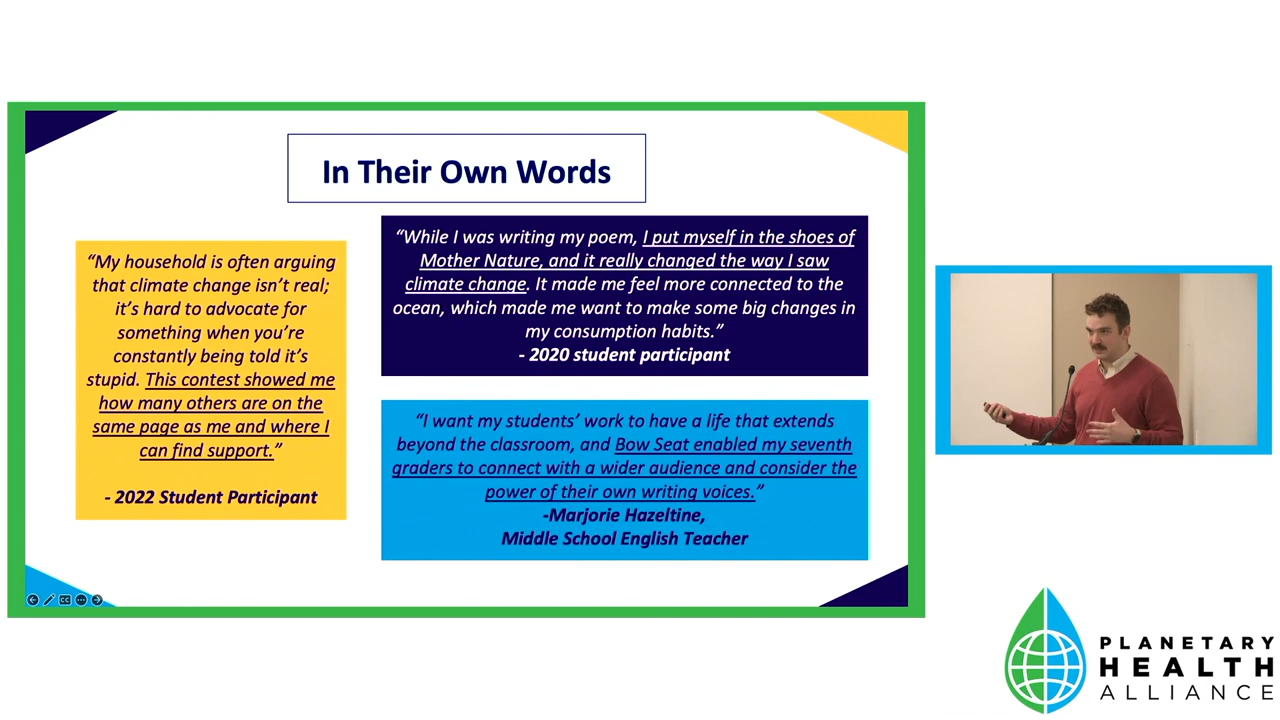 In Their Own Words
“My household is often arguing
that climate change isn’t real;
it’s hard to advocate for
something when you’re
constantly being told it’s
stupid. This contest showed me
how many others are on the
same page as me and where I
can find support.”
- 2022 Student Participant
“While I was writing my poem, I put myself in the shoes of
Mother Nature, and it really changed the way I saw
climate change. It made me feel more connected to the
ocean, which made me want to make some big changes in
my consumption habits.”
- 2020 student participant
“I want my students’ work to have a life that extends
beyond the classroom, and Bow Seat enabled my seventh
graders to connect with a wider audience and consider the
power of their own writing voices.”
-Marjorie Hazeltine,
Middle School English Teacher
CC
PLANETARY
HEALTH
ALLIANCE